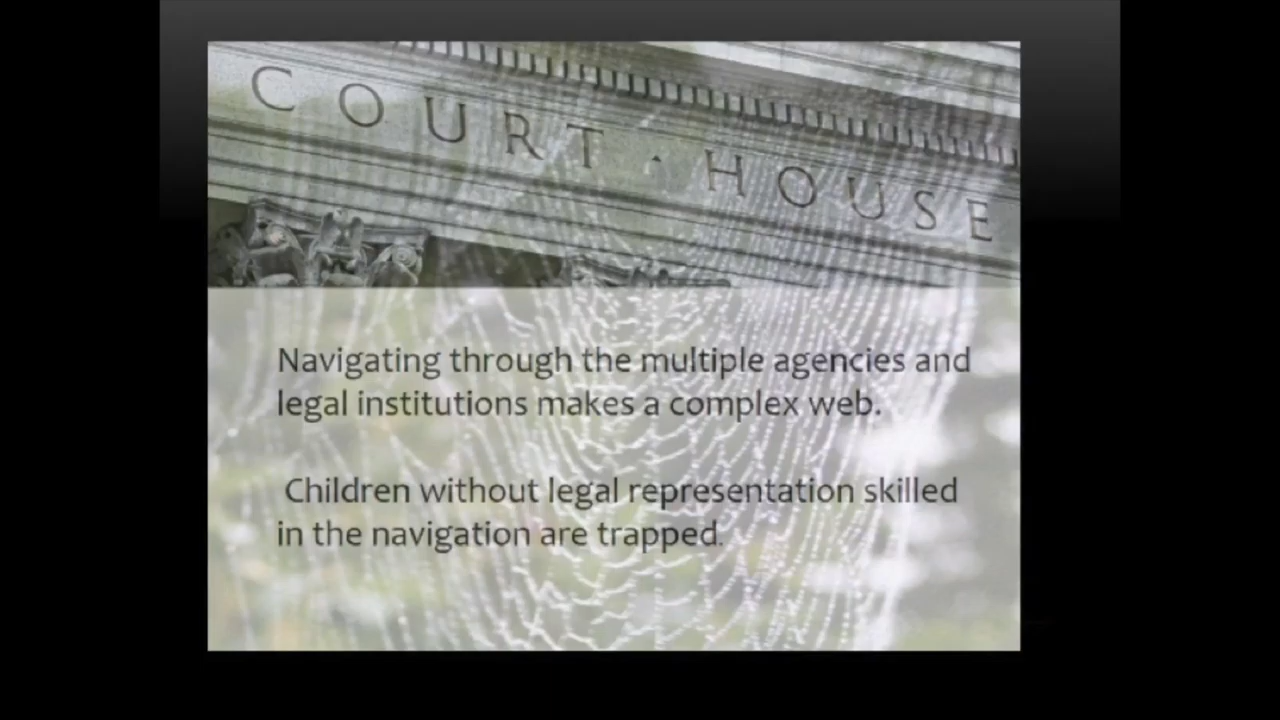 COURT · HOUSE
Navigating through the multiple agencies and
legal institutions makes a complex web.
Children without legal representation skilled
in the navigation are trapped.